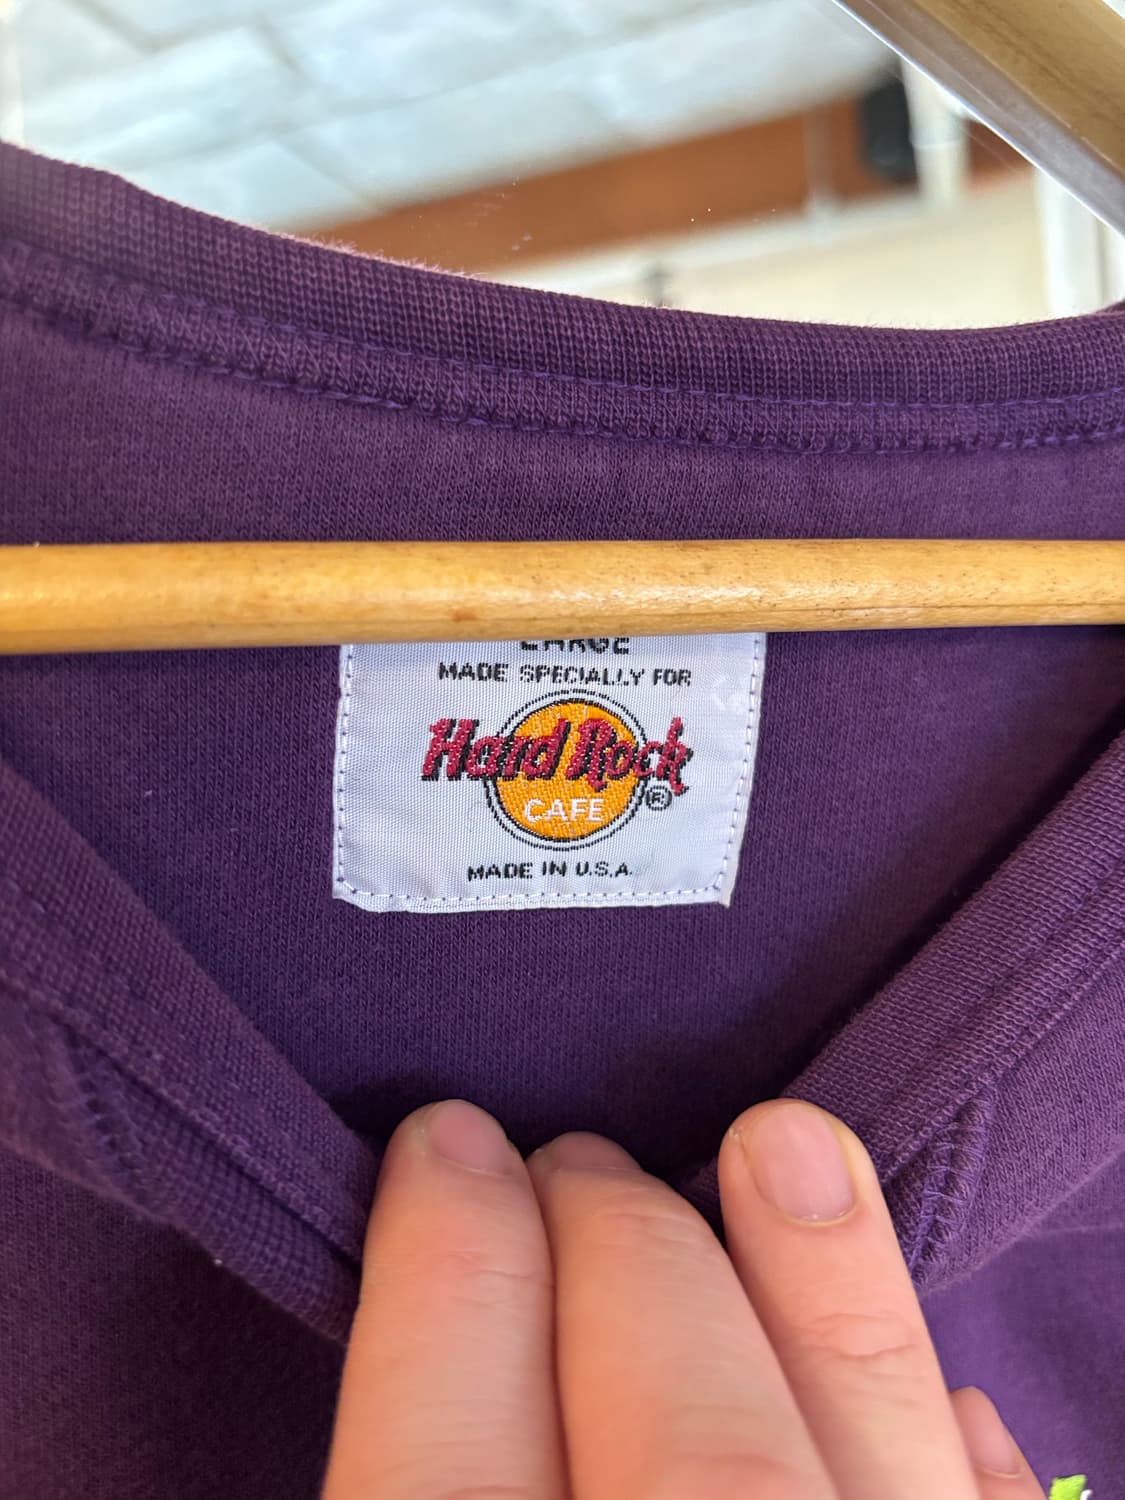 LARGE
MADE SPECIALLY FOR
Hard Rock
CAFE
®
MADE IN U.S.A.